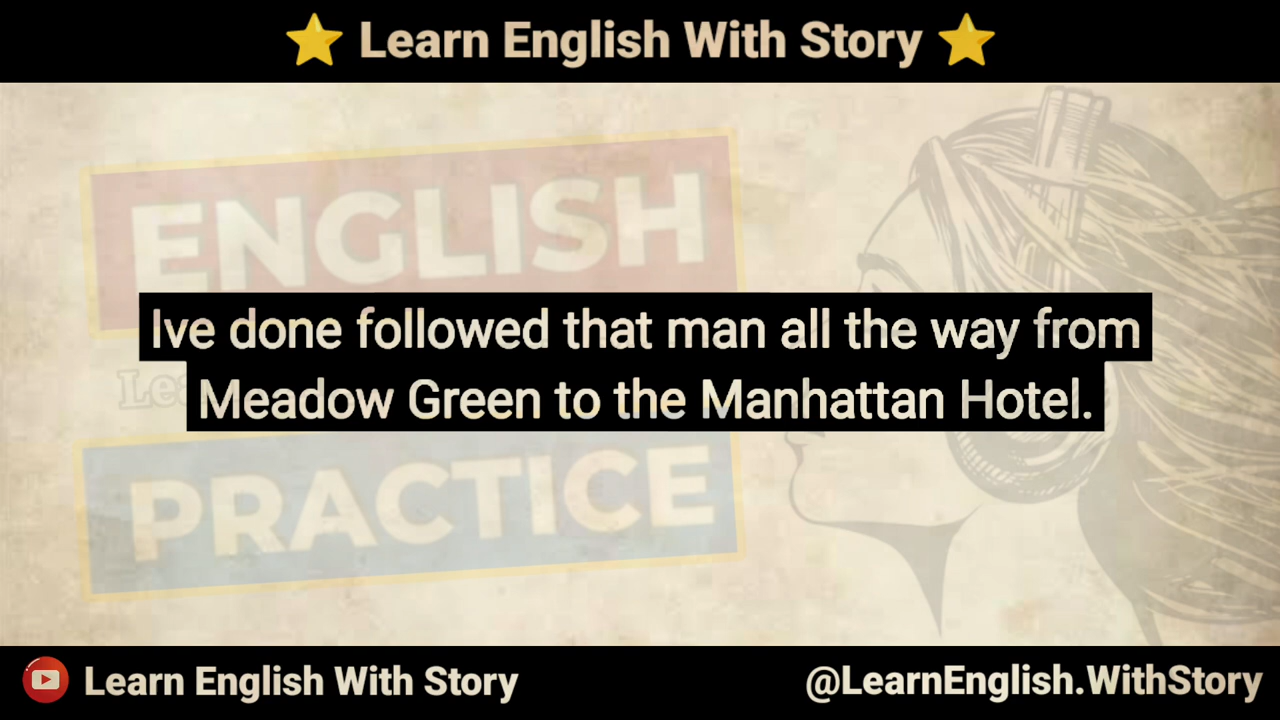 ⭐ Learn English With Story ⭐
ENGLISH
Ive done followed that man all the way from
Meadow Green to the Manhattan Hotel.
PRACTICE
Learn English With Story
@LearnEnglish.WithStory